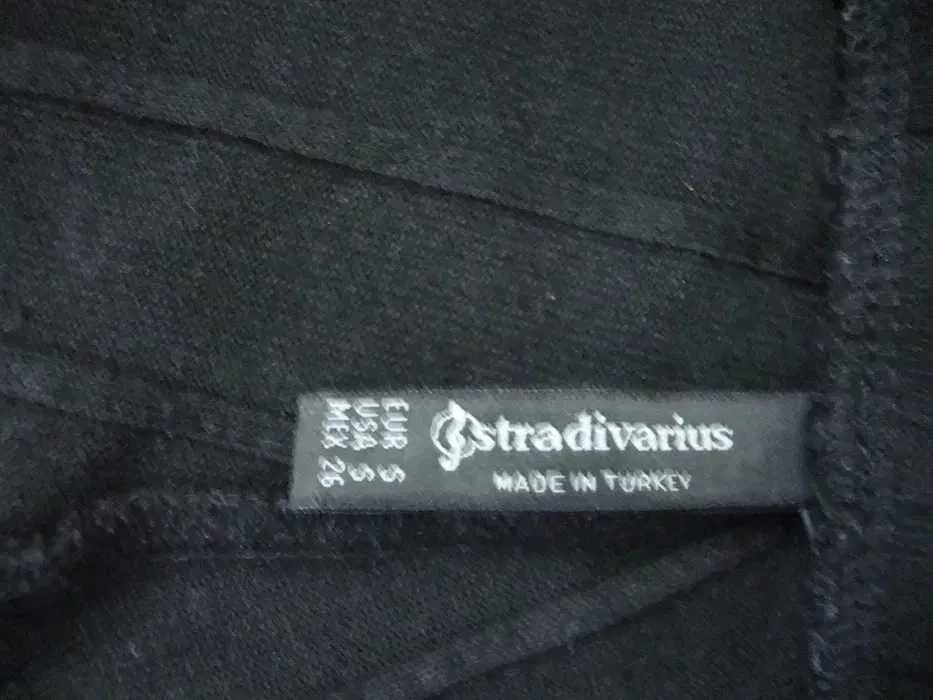 stradivarius
MADE IN TURKEY
EUR S
USA S
MEX 26